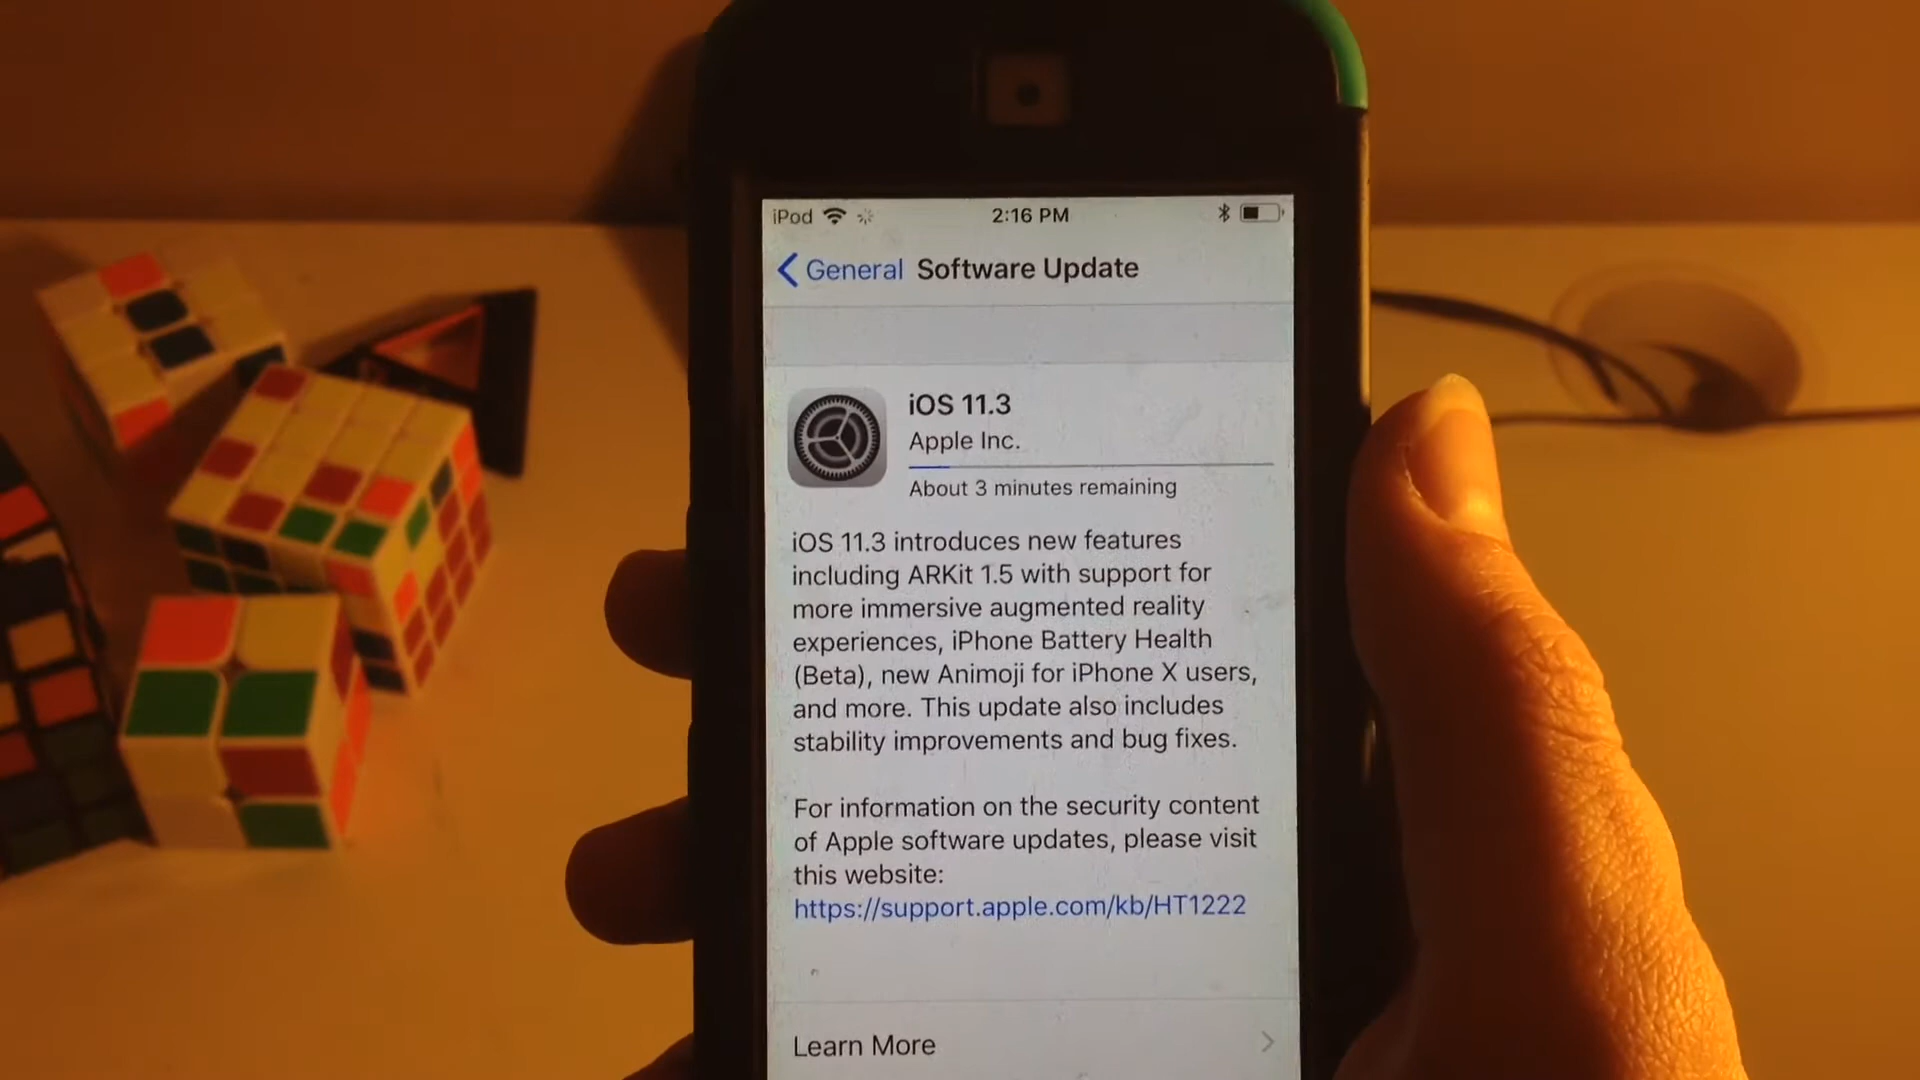 iPod 2:16 PM
General Software Update
iOS 11.3
Apple Inc.
About 3 minutes remaining
iOS 11.3 introduces new features
including ARKit 1.5 with support for
more immersive augmented reality
experiences, iPhone Battery Health
(Beta), new Animoji for iPhone X users,
and more. This update also includes
stability improvements and bug fixes.
For information on the security content
of Apple software updates, please visit
this website:
https://support.apple.com/kb/HT1222
Learn More